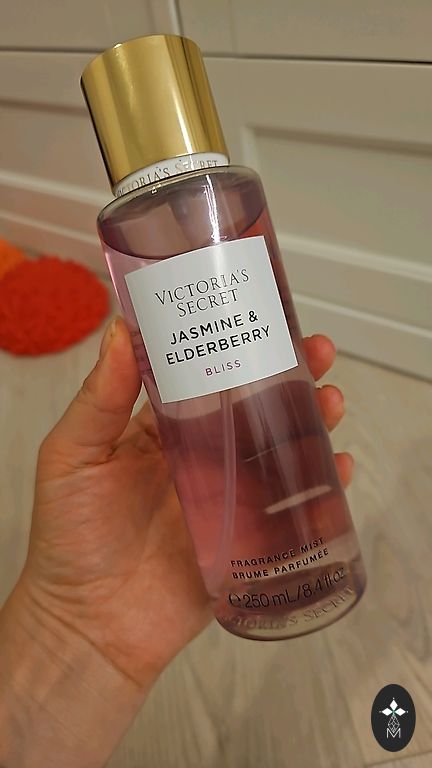 VICTORIA'S SECRET
VICTORIA'S
SECRET
JASMINE &
ELDERBERRY
BLISS
FRAGRANCE MIST
BRUME PARFUMÉE
℮ 250 mL/8.4 fl oz
VICTORIA'S SECRET
M